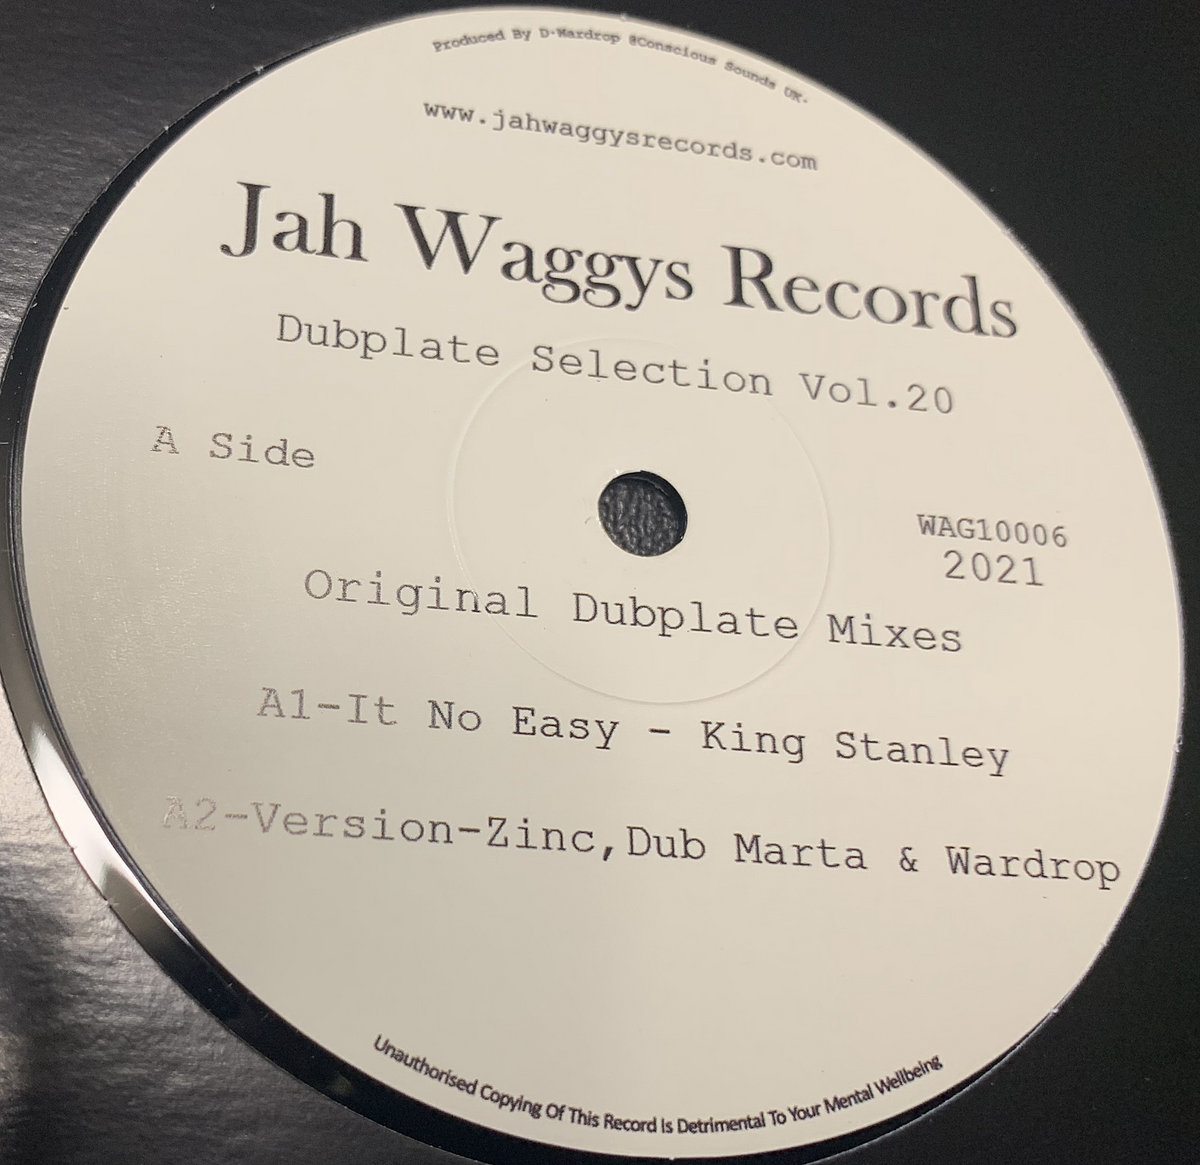 Produced By D.Wardrop @Conscious Sounds UK.
www.jahwaggysrecords.com
Jah Waggys Records
Dubplate Selection Vol.20
A Side
WAG10006
2021
Original Dubplate Mixes
A1-It No Easy - King Stanley
A2-Version-Zinc,Dub Marta & Wardrop
Unauthorised Copying Of This Record Is Detrimental To Your Mental Wellbeing